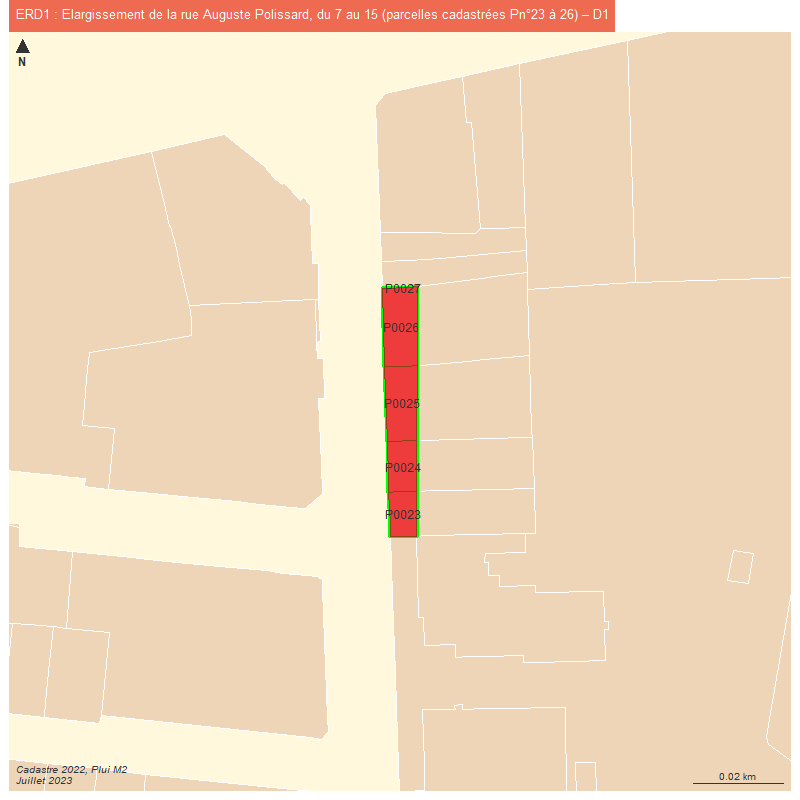 ERD1 : Elargissement de la rue Auguste Polissard, du 7 au 15 (parcelles cadastrées Pn°23 à 26) – D1
N
P0027
P0026
P0025
P0024
P0023
Cadastre 2022, Plui M2
Juillet 2023
0.02 km